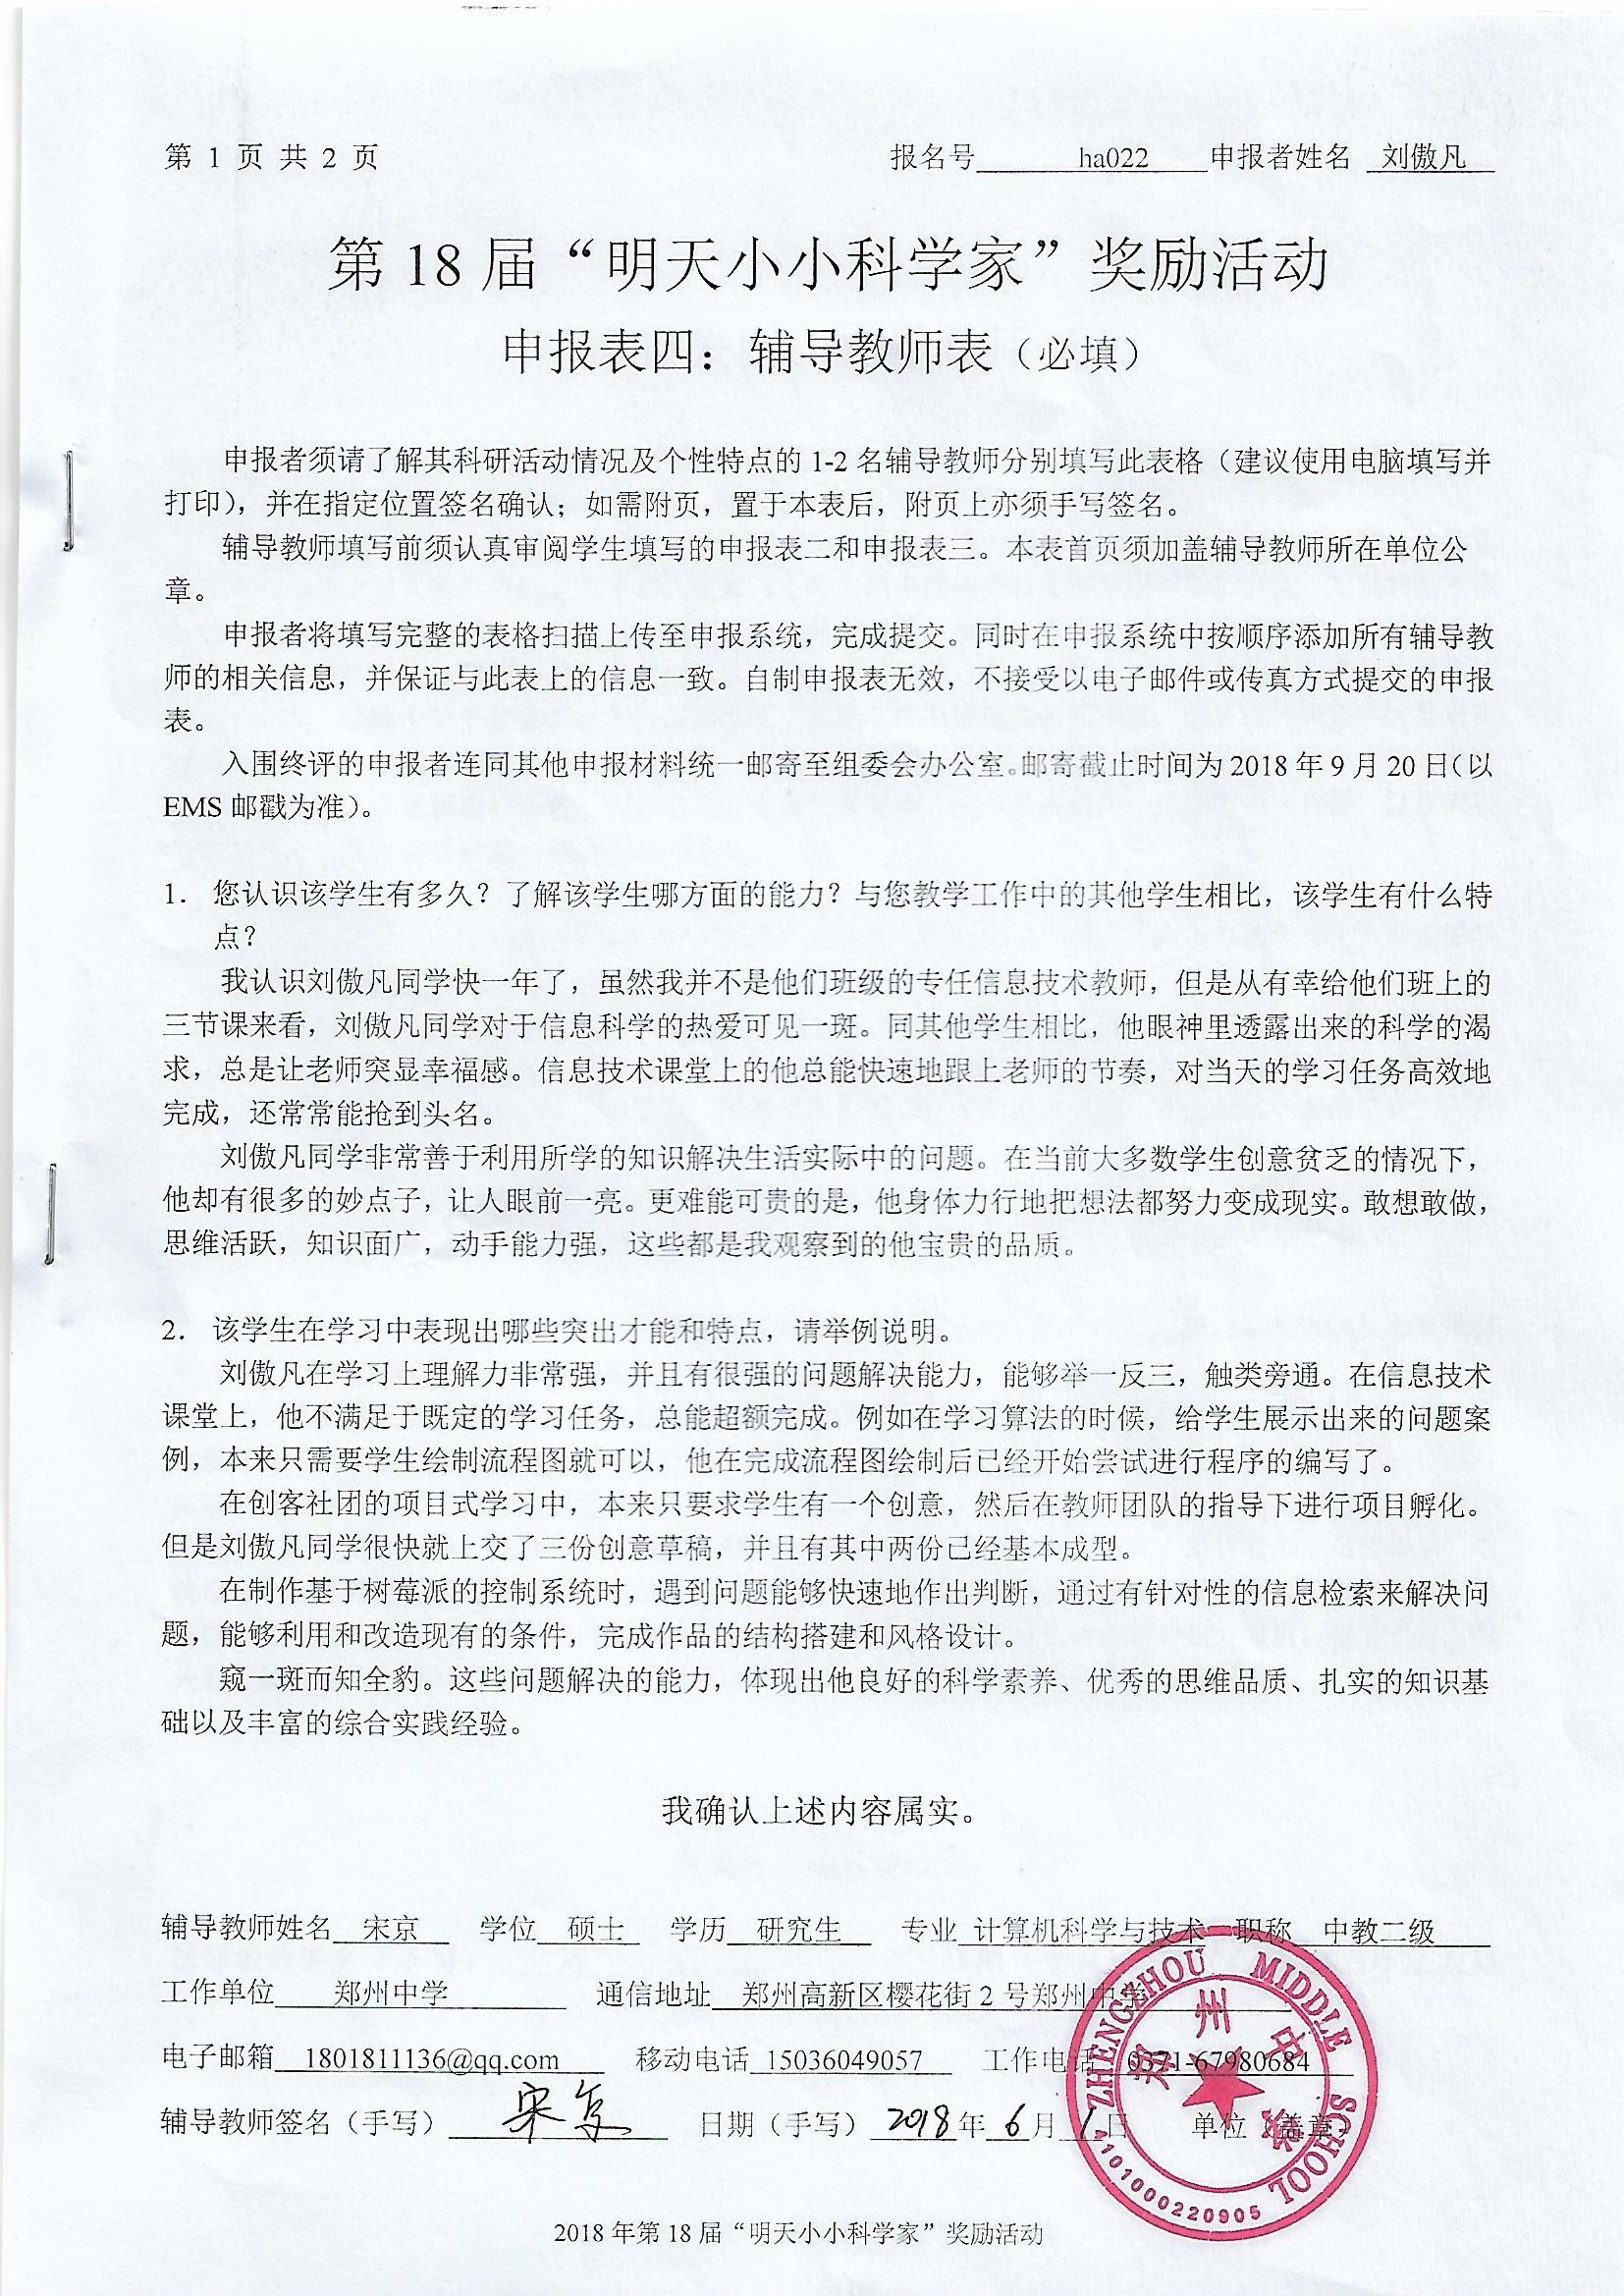 第 1 页 共 2 页 报名号 ha022 申报者姓名 刘傲凡
第 18 届“明天小小科学家”奖励活动
申报表四：辅导教师表（必填）
申报者须请了解其科研活动情况及个性特点的 1-2 名辅导教师分别填写此表格（建议使用电脑填写并
打印），并在指定位置签名确认；如需附页，置于本表后，附页上亦须手写签名。
辅导教师填写前须认真审阅学生填写的申报表二和申报表三。本表首页须加盖辅导教师所在单位公
章。
申报者将填写完整的表格扫描上传至申报系统，完成提交。同时在申报系统中按顺序添加所有辅导教
师的相关信息，并保证与此表上的信息一致。自制申报表无效，不接受以电子邮件或传真方式提交的申报
表。
入围终评的申报者连同其他申报材料统一邮寄至组委会办公室。邮寄截止时间为 2018 年 9 月 20 日（以
EMS 邮戳为准）。
1. 您认识该学生有多久？了解该学生哪方面的能力？与您教学工作中的其他学生相比，该学生有什么特
点？
我认识刘傲凡同学快一年了，虽然我并不是他们班级的专任信息技术教师，但是从有幸给他们班上的
三节课来看，刘傲凡同学对于信息科学的热爱可见一斑。同其他学生相比，他眼神里透露出来的科学的渴
求，总是让老师突显幸福感。信息技术课堂上的他总能快速地跟上老师的节奏，对当天的学习任务高效地
完成，还常常能抢到头名。
刘傲凡同学非常善于利用所学的知识解决生活实际中的问题。在当前大多数学生创意贫乏的情况下，
他却有很多的妙点子，让人眼前一亮。更难能可贵的是，他身体力行地把想法都努力变成现实。敢想敢做，
思维活跃，知识面广，动手能力强，这些都是我观察到的他宝贵的品质。
2. 该学生在学习中表现出哪些突出才能和特点，请举例说明。
刘傲凡在学习上理解力非常强，并且有很强的问题解决能力，能够举一反三，触类旁通。在信息技术
课堂上，他不满足于既定的学习任务，总能超额完成。例如在学习算法的时候，给学生展示出来的问题案
例，本来只需要学生绘制流程图就可以，他在完成流程图绘制后已经开始尝试进行程序的编写了。
在创客社团的项目式学习中，本来只要求学生有一个创意，然后在教师团队的指导下进行项目孵化。
但是刘傲凡同学很快就上交了三份创意草稿，并且有其中两份已经基本成型。
在制作基于树莓派的控制系统时，遇到问题能够快速地作出判断，通过有针对性的信息检索来解决问
题，能够利用和改造现有的条件，完成作品的结构搭建和风格设计。
窥一斑而知全豹。这些问题解决的能力，体现出他良好的科学素养、优秀的思维品质、扎实的知识基
础以及丰富的综合实践经验。
我确认上述内容属实。
辅导教师姓名 宋京 学位 硕士 学历 研究生 专业 计算机科学与技术 职称 中教二级
工作单位 郑州中学 通信地址 郑州高新区樱花街 2 号郑州中学
电子邮箱 1801811136@qq.com 移动电话 15036049057 工作电话 0371-67980684
辅导教师签名（手写） 宋京 日期（手写） 2018 年 6 月 1 日 单位（盖章）
ZHENGZHOU MIDDLE SCHOOL
郑州中学
4101000220905
2018 年第 18 届“明天小小科学家”奖励活动